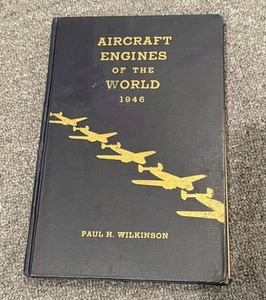 AIRCRAFT
ENGINES
OF THE
WORLD
1946
PAUL H. WILKINSON